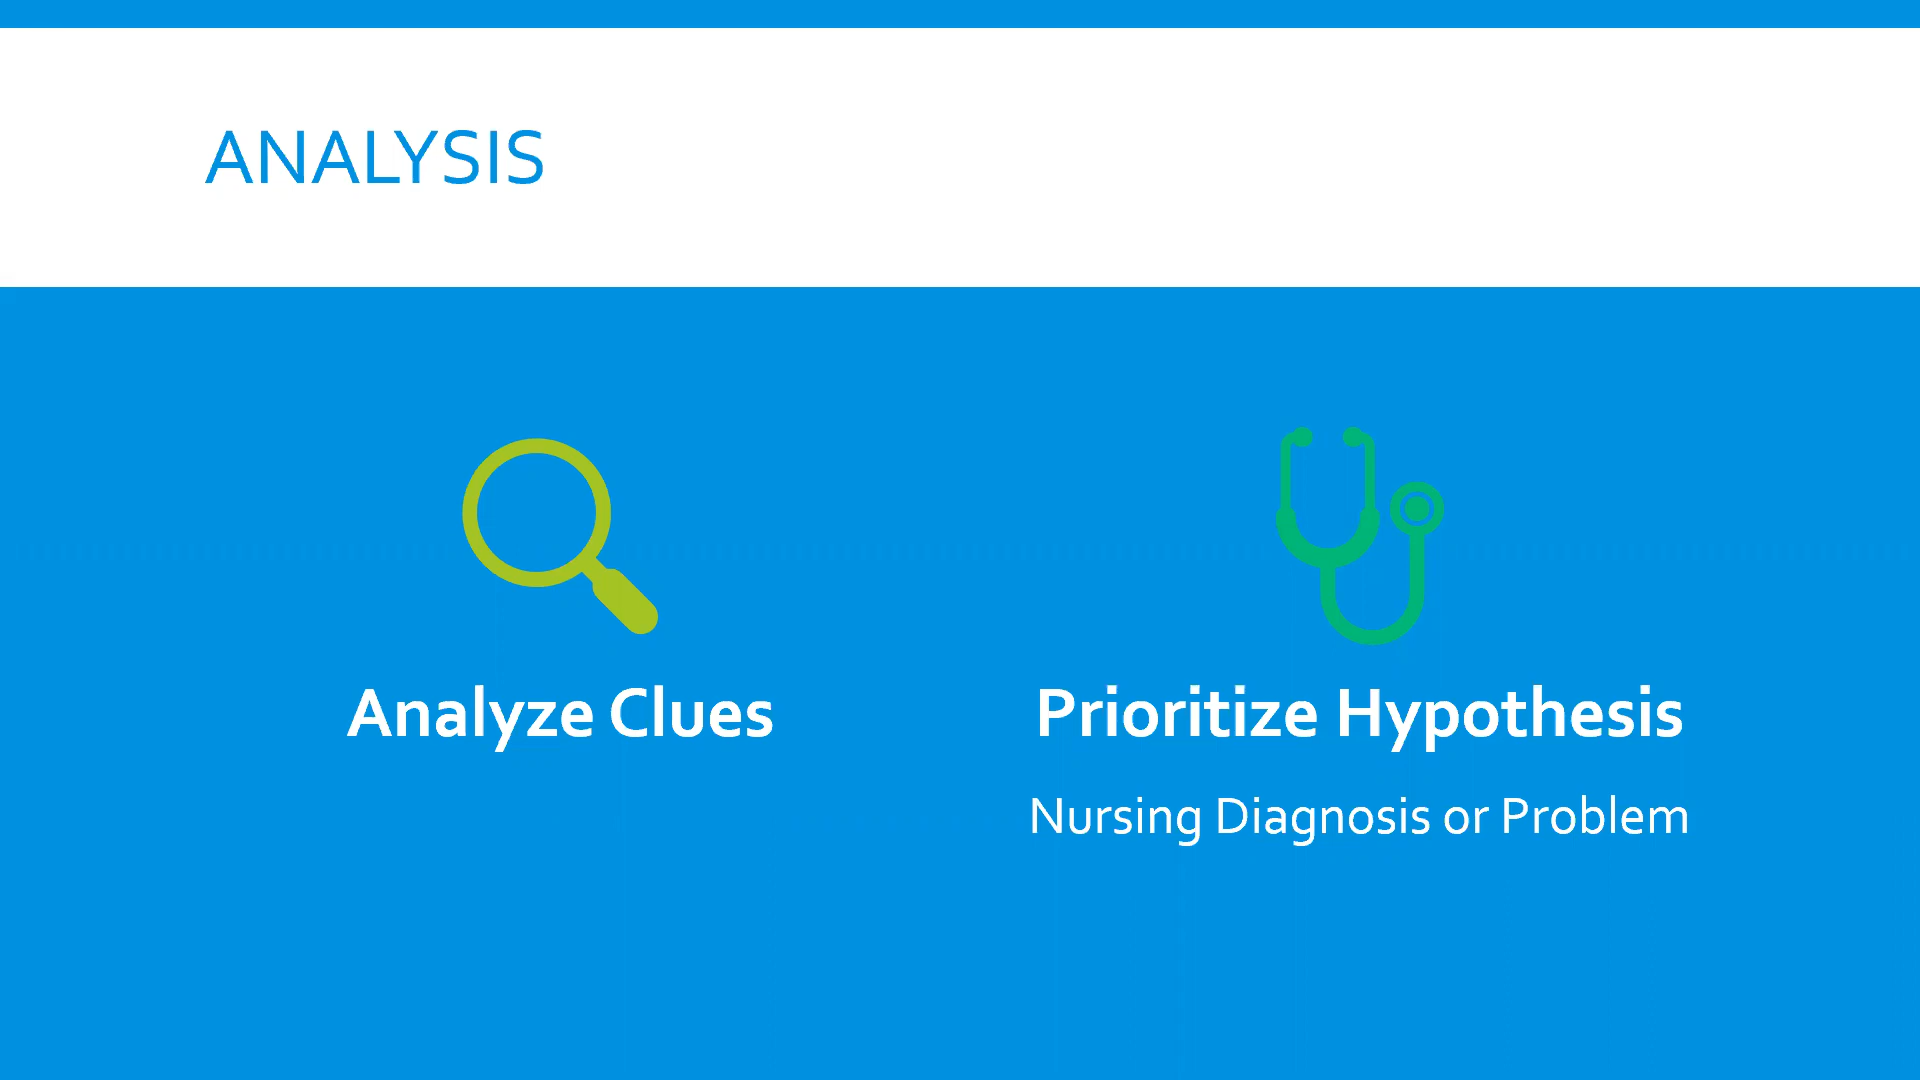 ANALYSIS
Analyze Clues
Prioritize Hypothesis
Nursing Diagnosis or Problem